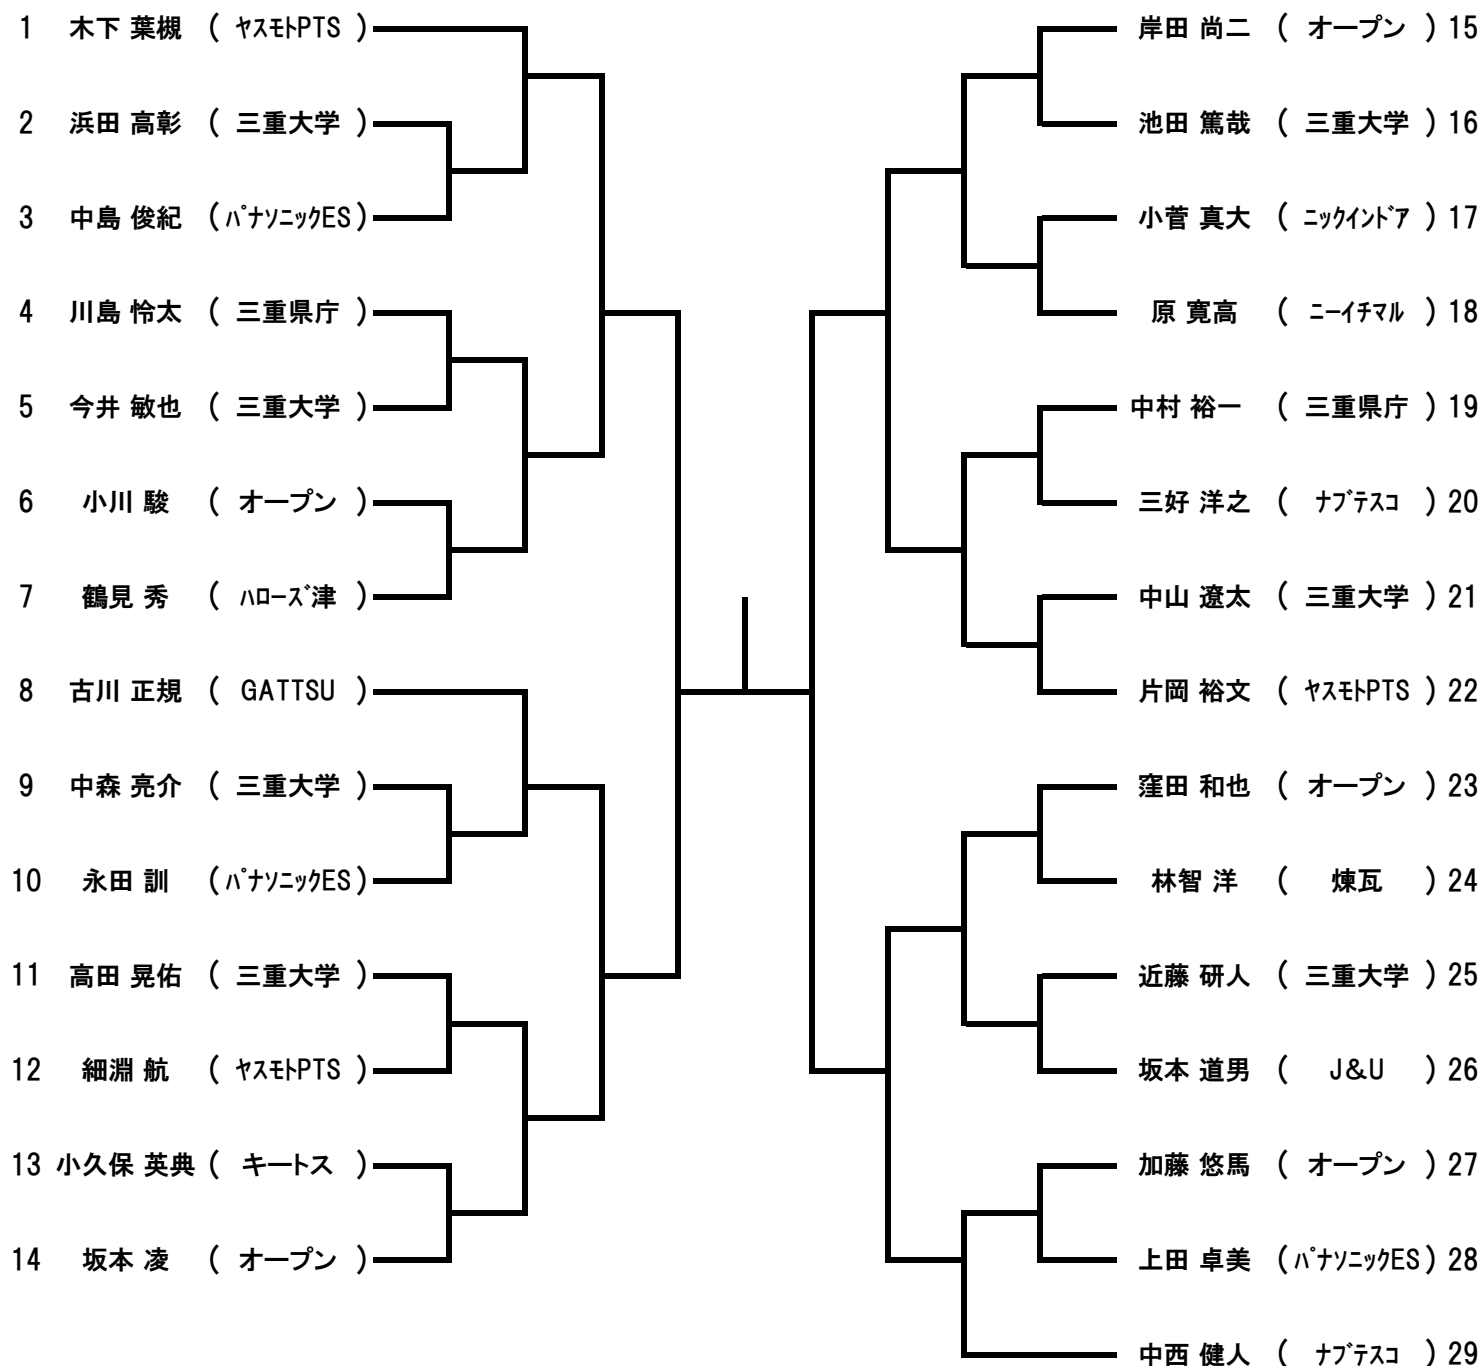 1 木下 葉槻 ( ﾔｽﾓﾄPTS )
2 浜田 高彰 ( 三重大学 )
3 中島 俊紀 (ﾊﾟﾅｿﾆｯｸES)
4 川島 怜太 ( 三重県庁 )
5 今井 敏也 ( 三重大学 )
6 小川 駿 ( オープン )
7 鶴見 秀 ( ﾊﾛｰｽﾞ津 )
8 古川 正規 ( GATTSU )
9 中森 亮介 ( 三重大学 )
10 永田 訓 (ﾊﾟﾅｿﾆｯｸES)
11 高田 晃佑 ( 三重大学 )
12 細淵 航 ( ﾔｽﾓﾄPTS )
13 小久保 英典 ( キートス )
14 坂本 凌 ( オープン )
岸田 尚二 ( オープン ) 15
池田 篤哉 ( 三重大学 ) 16
小菅 真大 ( ﾆｯｸｲﾝﾄﾞｱ ) 17
原 寛高 ( ﾆｰｲﾁマル ) 18
中村 裕一 ( 三重県庁 ) 19
三好 洋之 ( ﾅﾌﾞﾃｽｺ ) 20
中山 遼太 ( 三重大学 ) 21
片岡 裕文 ( ﾔｽﾓﾄPTS ) 22
窪田 和也 ( オープン ) 23
林智 洋 ( 煉瓦 ) 24
近藤 研人 ( 三重大学 ) 25
坂本 道男 ( J&U ) 26
加藤 悠馬 ( オープン ) 27
上田 卓美 (ﾊﾟﾅｿﾆｯｸES) 28
中西 健人 ( ﾅﾌﾞﾃｽｺ ) 29